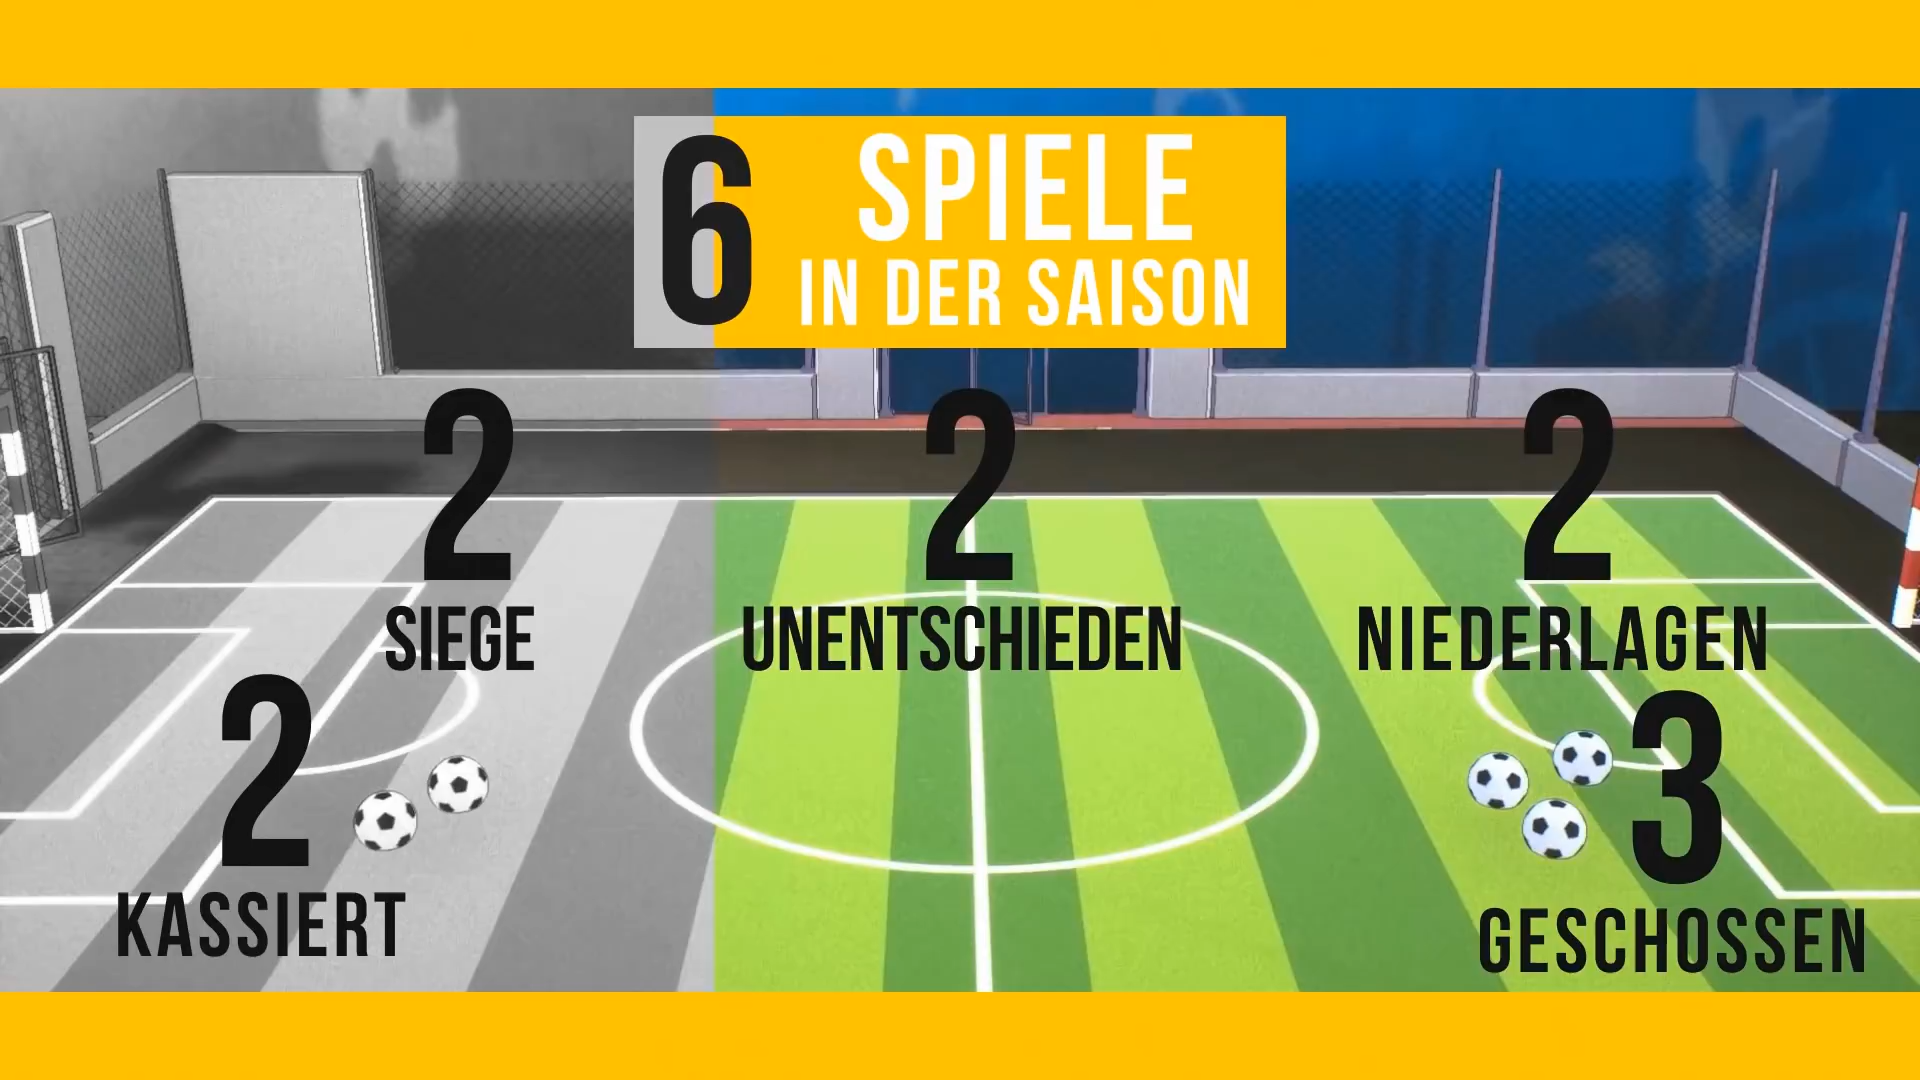 6
SPIELE
IN DER SAISON
2
SIEGE
2
UNENTSCHIEDEN
2
NIEDERLAGEN
2
KASSIERT
3
GESCHOSSEN